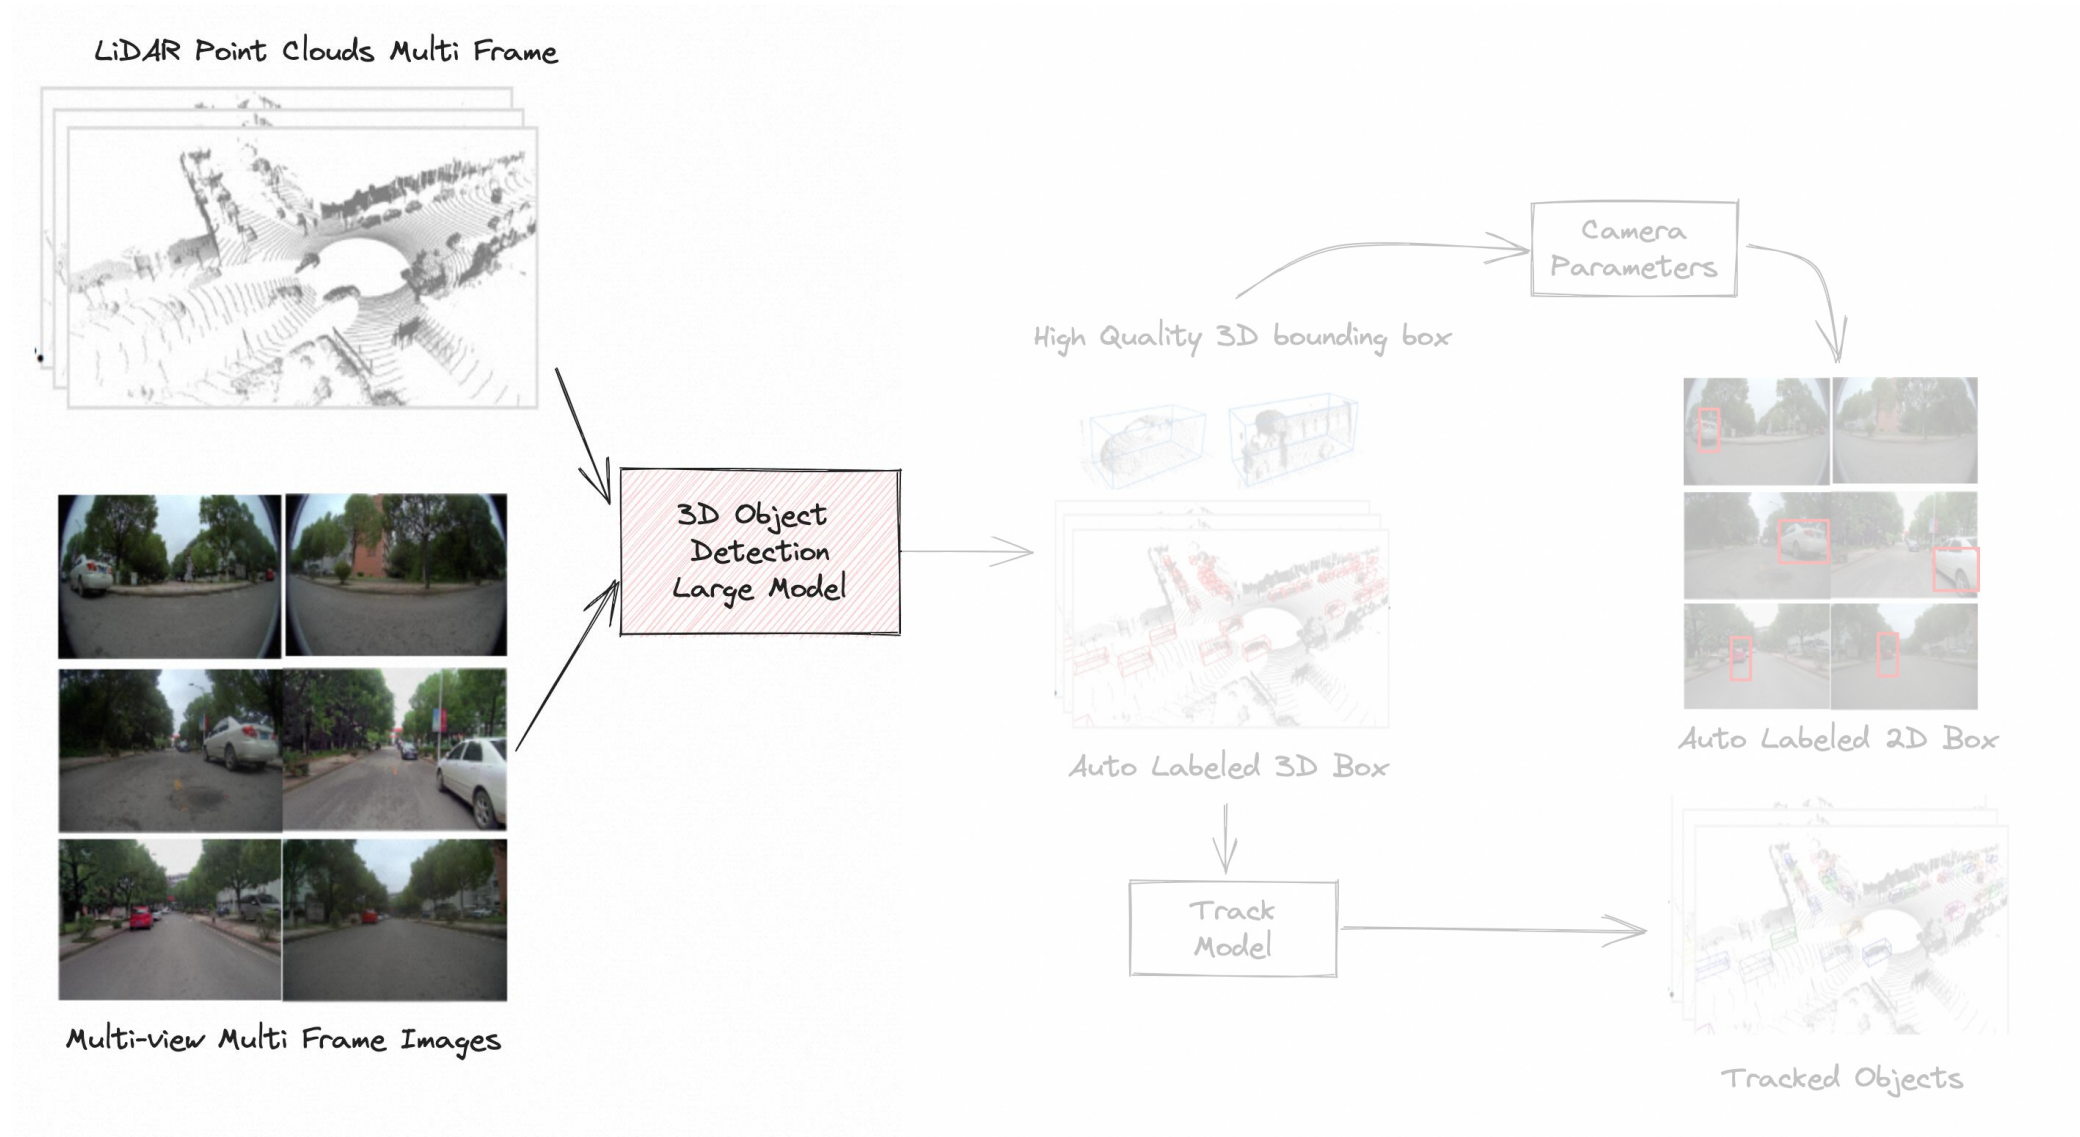 LiDAR Point Clouds Multi Frame
Multi-view Multi Frame Images
3D Object
Detection
Large Model
High Quality 3D bounding box
Auto Labeled 3D Box
Camera
Parameters
Auto Labeled 2D Box
Track
Model
Tracked Objects